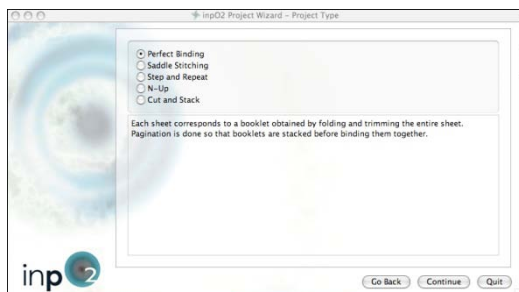 inpO2 Project Wizard – Project Type
Perfect Binding
Saddle Stitching
Step and Repeat
N-Up
Cut and Stack
Each sheet corresponds to a booklet obtained by folding and trimming the entire sheet.
Pagination is done so that booklets are stacked before binding them together.
inp2
Go Back Continue Quit